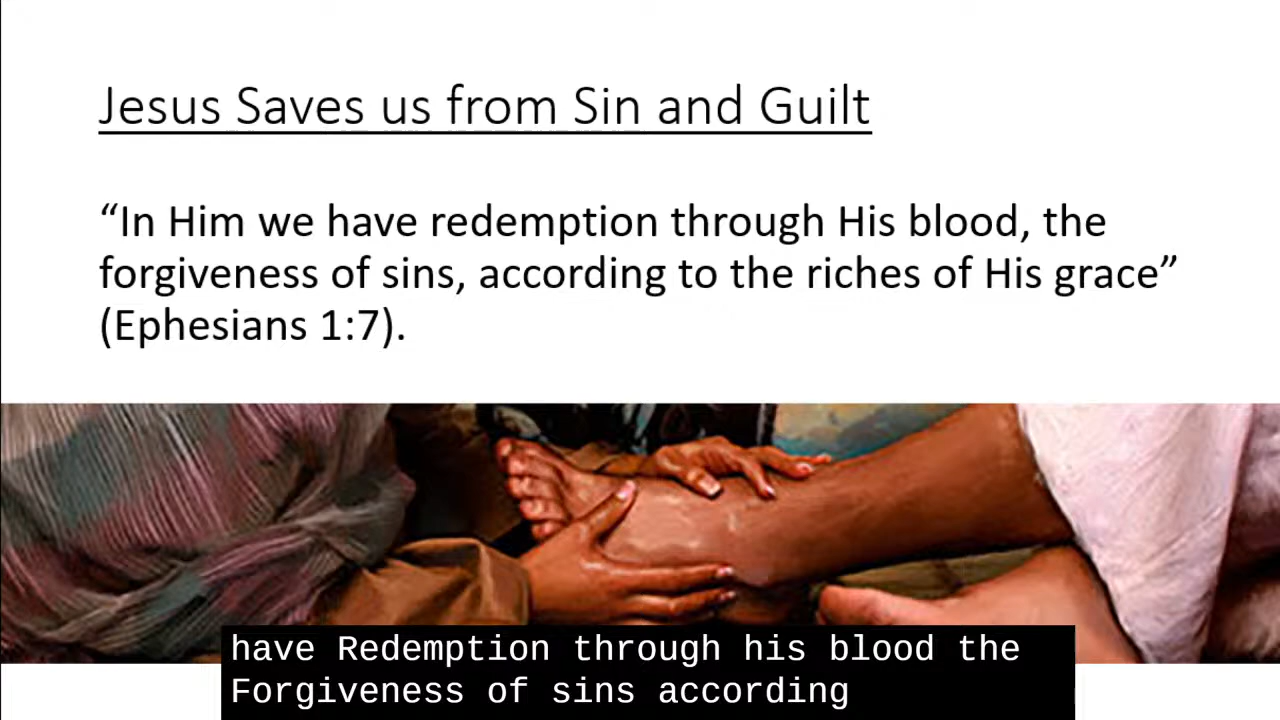 Jesus Saves us from Sin and Guilt
“In Him we have redemption through His blood, the
forgiveness of sins, according to the riches of His grace”
(Ephesians 1:7).
have Redemption through his blood the
Forgiveness of sins according